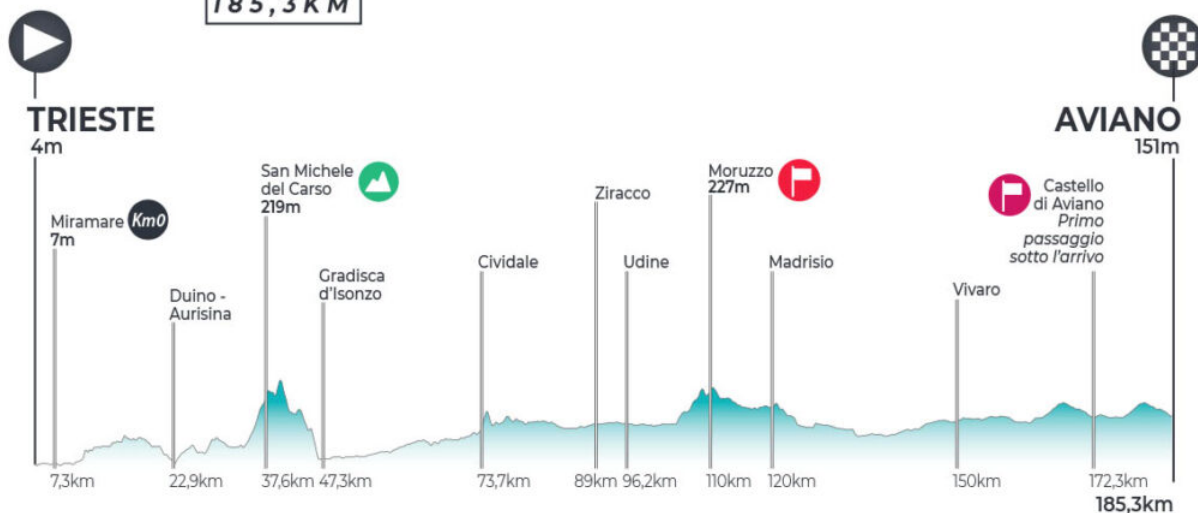 185,3KM
TRIESTE
4m
AVIANO
151m
Miramare Km0
7m
Duino -
Aurisina
San Michele
del Carso
219m
Gradisca
d'Isonzo
Cividale
Ziracco
Udine
Moruzzo
227m
Madrisio
Vivaro
Castello
di Aviano
Primo
passaggio
sotto l'arrivo
7,3km
22,9km
37,6km
47,3km
73,7km
89km
96,2km
110km
120km
150km
172,3km
185,3km